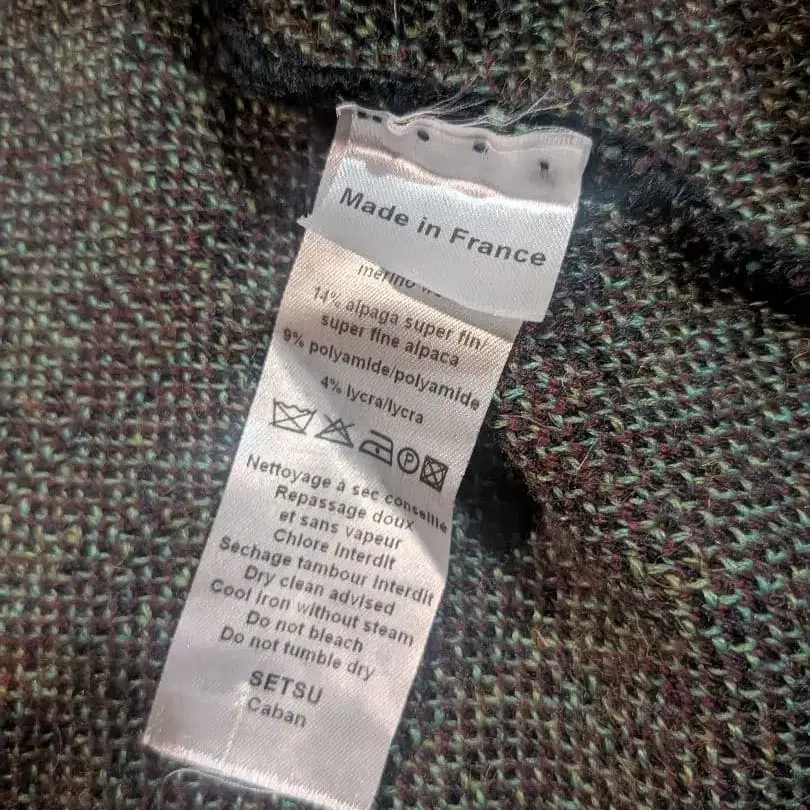 Made in France
merino
14% alpaga super fin/
super fine alpaca
9% polyamide/polyamide
4% lycra/lycra
P
Nettoyage à sec conseillé
Repassage doux
et sans vapeur
Chlore interdit
Séchage tambour interdit
Dry clean advised
Cool iron without steam
Do not bleach
Do not tumble dry
SETSU
Caban